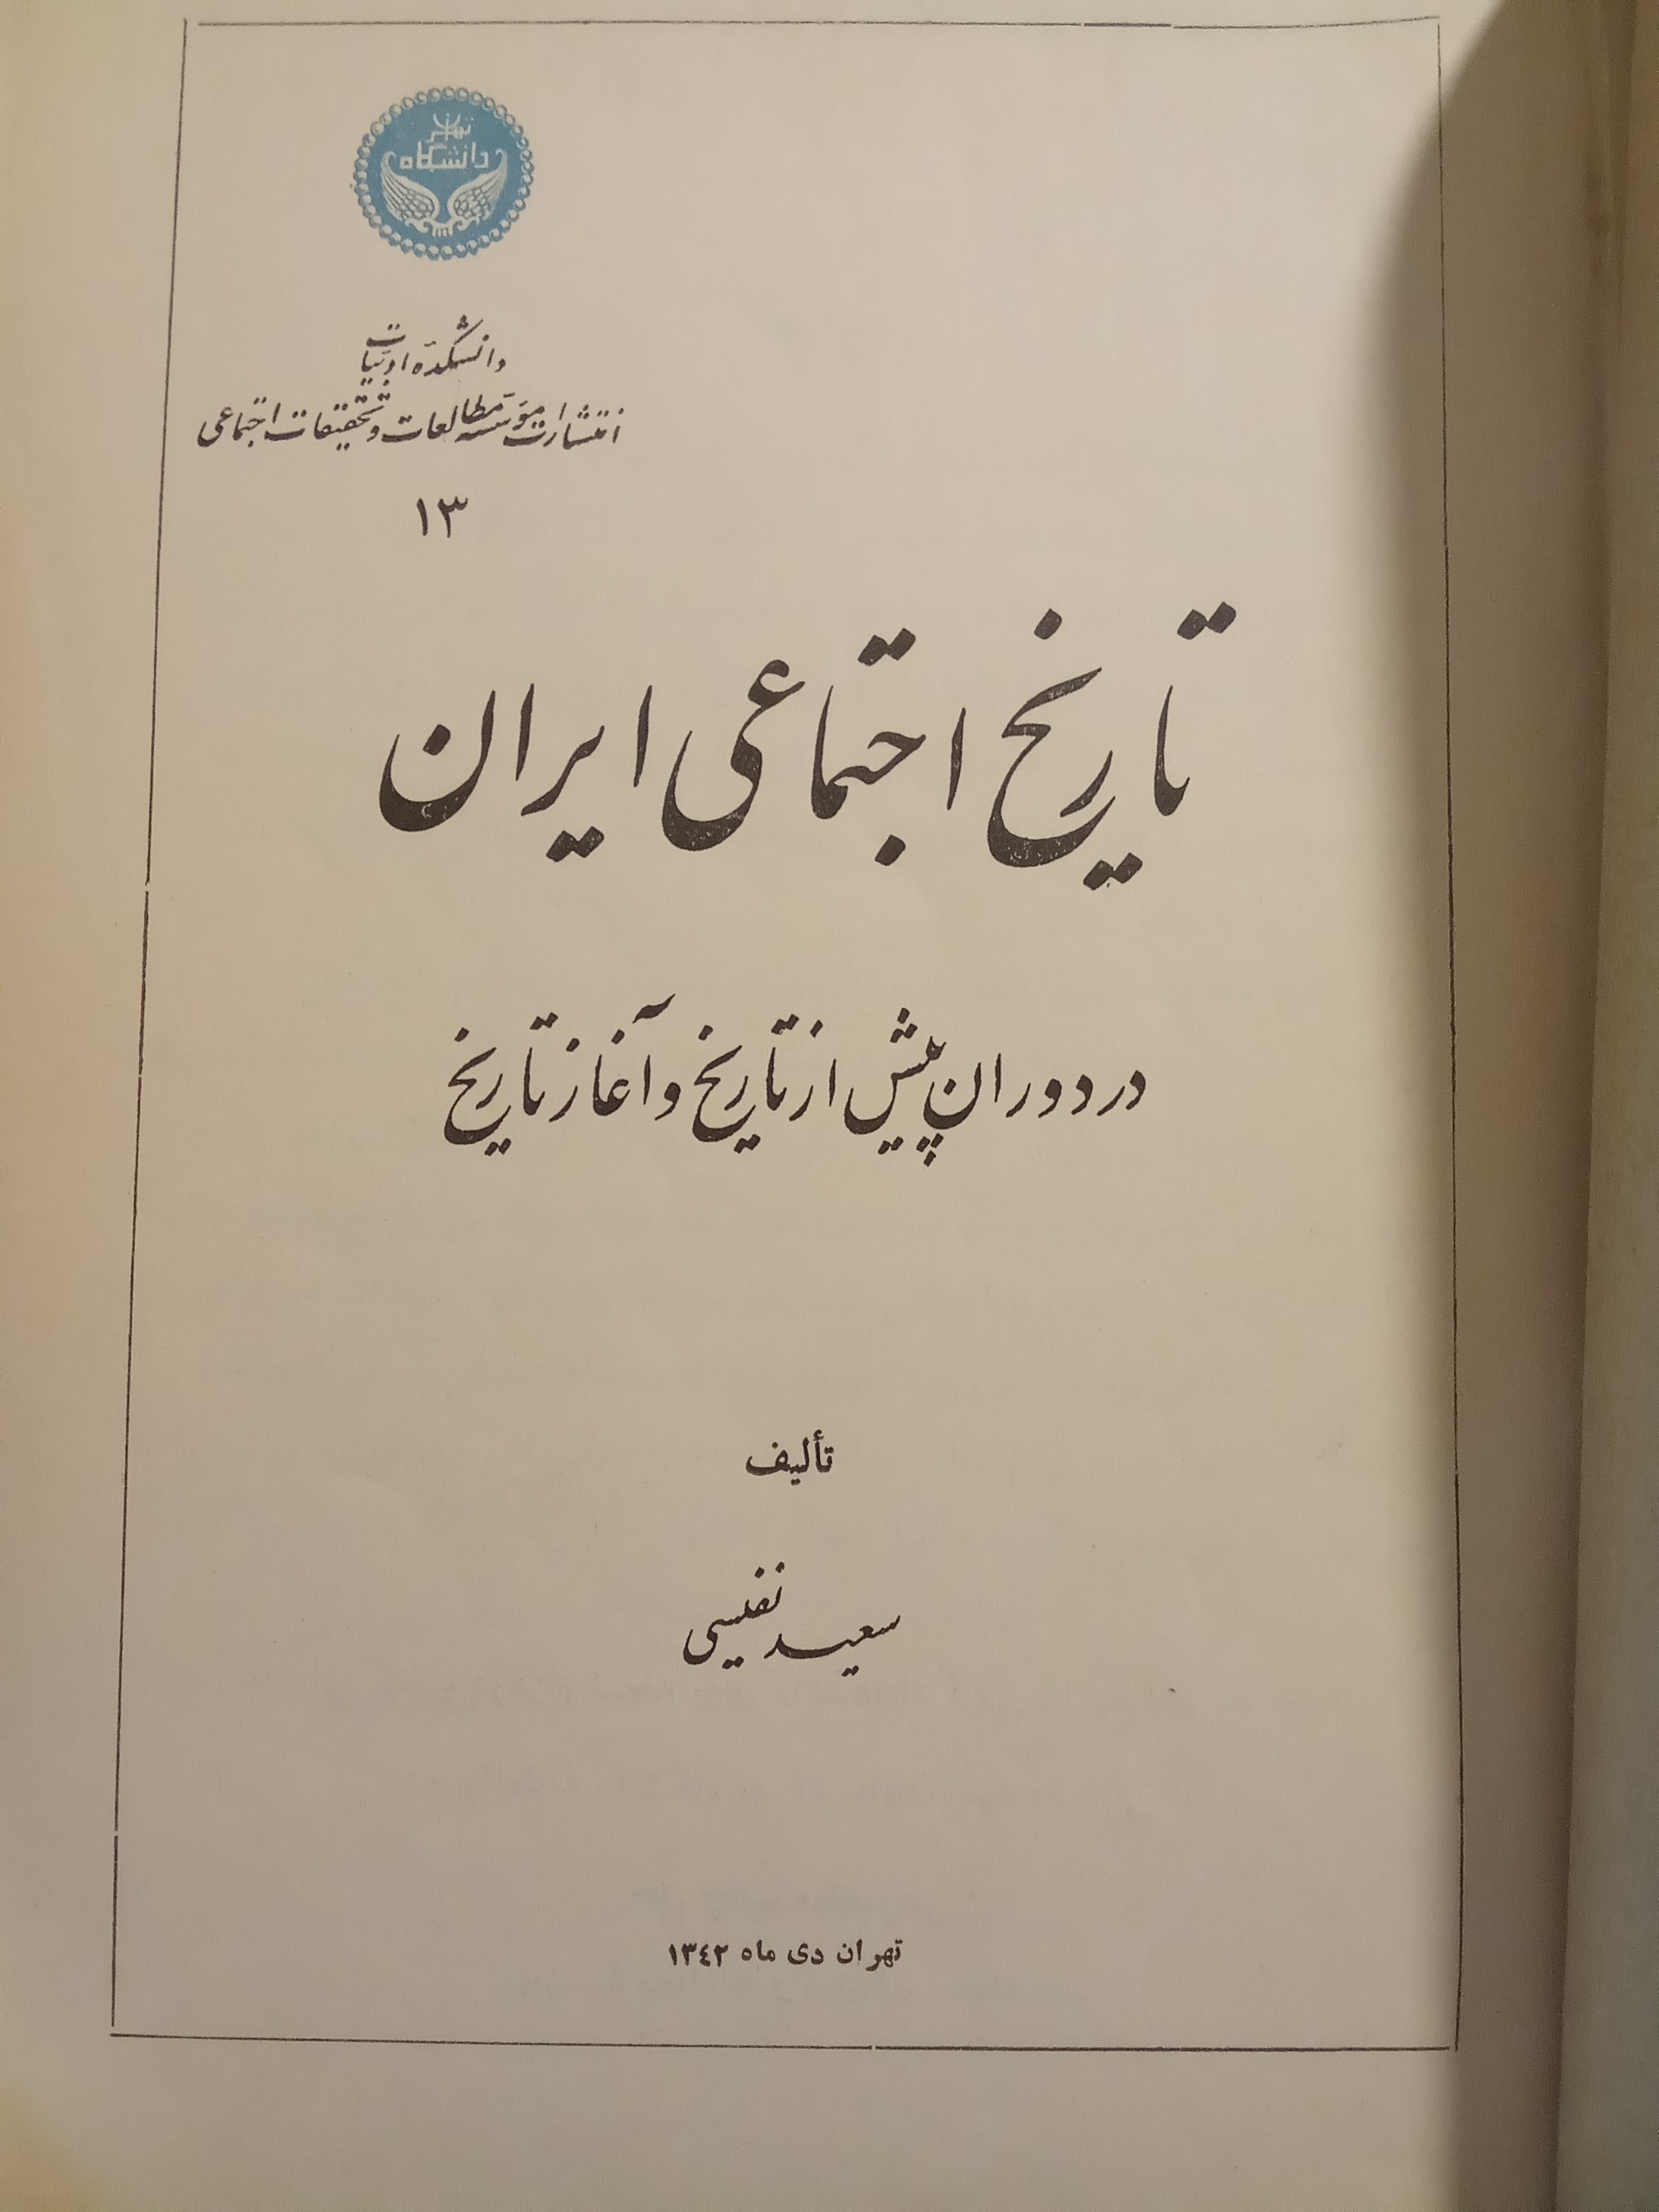 دانشگاه تهران
دانشکده ادبیات
انتشارات مؤسسه مطالعات و تحقیقات اجتماعی
۱۳
تاریخ اجتماعی ایران
در دوران پیش از تاریخ و آغاز تاریخ
تألیف
سعید نفیسی
تهران دی ماه ۱۳٤۲